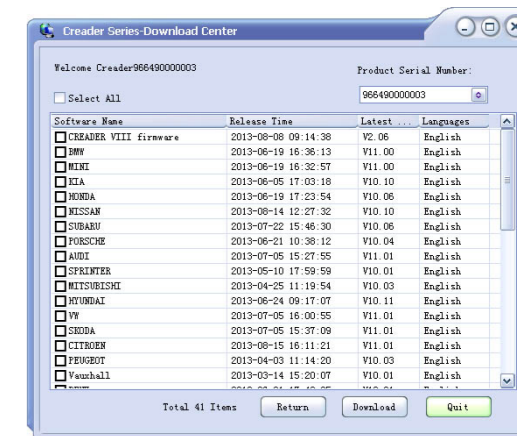 Creader Series-Download Center
Welcome Creader966490000003
Product Serial Number:
966490000003
Select All
Software Name Release Time Latest ... Languages
CREADER VIII firmware 2013-08-08 09:14:38 V2.06 English
BMW 2013-06-19 16:36:13 V11.00 English
MINI 2013-06-19 16:32:57 V11.00 English
KIA 2013-06-05 17:03:18 V10.10 English
HONDA 2013-06-19 17:23:54 V10.06 English
NISSAN 2013-08-14 12:27:32 V10.10 English
SUBARU 2013-07-22 15:46:30 V10.06 English
PORSCHE 2013-06-21 10:38:12 V10.04 English
AUDI 2013-07-05 15:27:55 V11.01 English
SPRINTER 2013-05-10 17:59:59 V10.01 English
MITSUBISHI 2013-04-25 11:19:54 V10.03 English
HYUNDAI 2013-06-24 09:17:07 V10.11 English
VW 2013-07-05 16:00:55 V11.01 English
SKODA 2013-07-05 15:37:09 V11.01 English
CITROEN 2013-08-15 16:11:21 V11.01 English
PEUGEOT 2013-04-03 11:14:20 V10.03 English
Vauxhall 2013-03-14 15:20:07 V10.01 English
Total 41 Items Return Download Quit